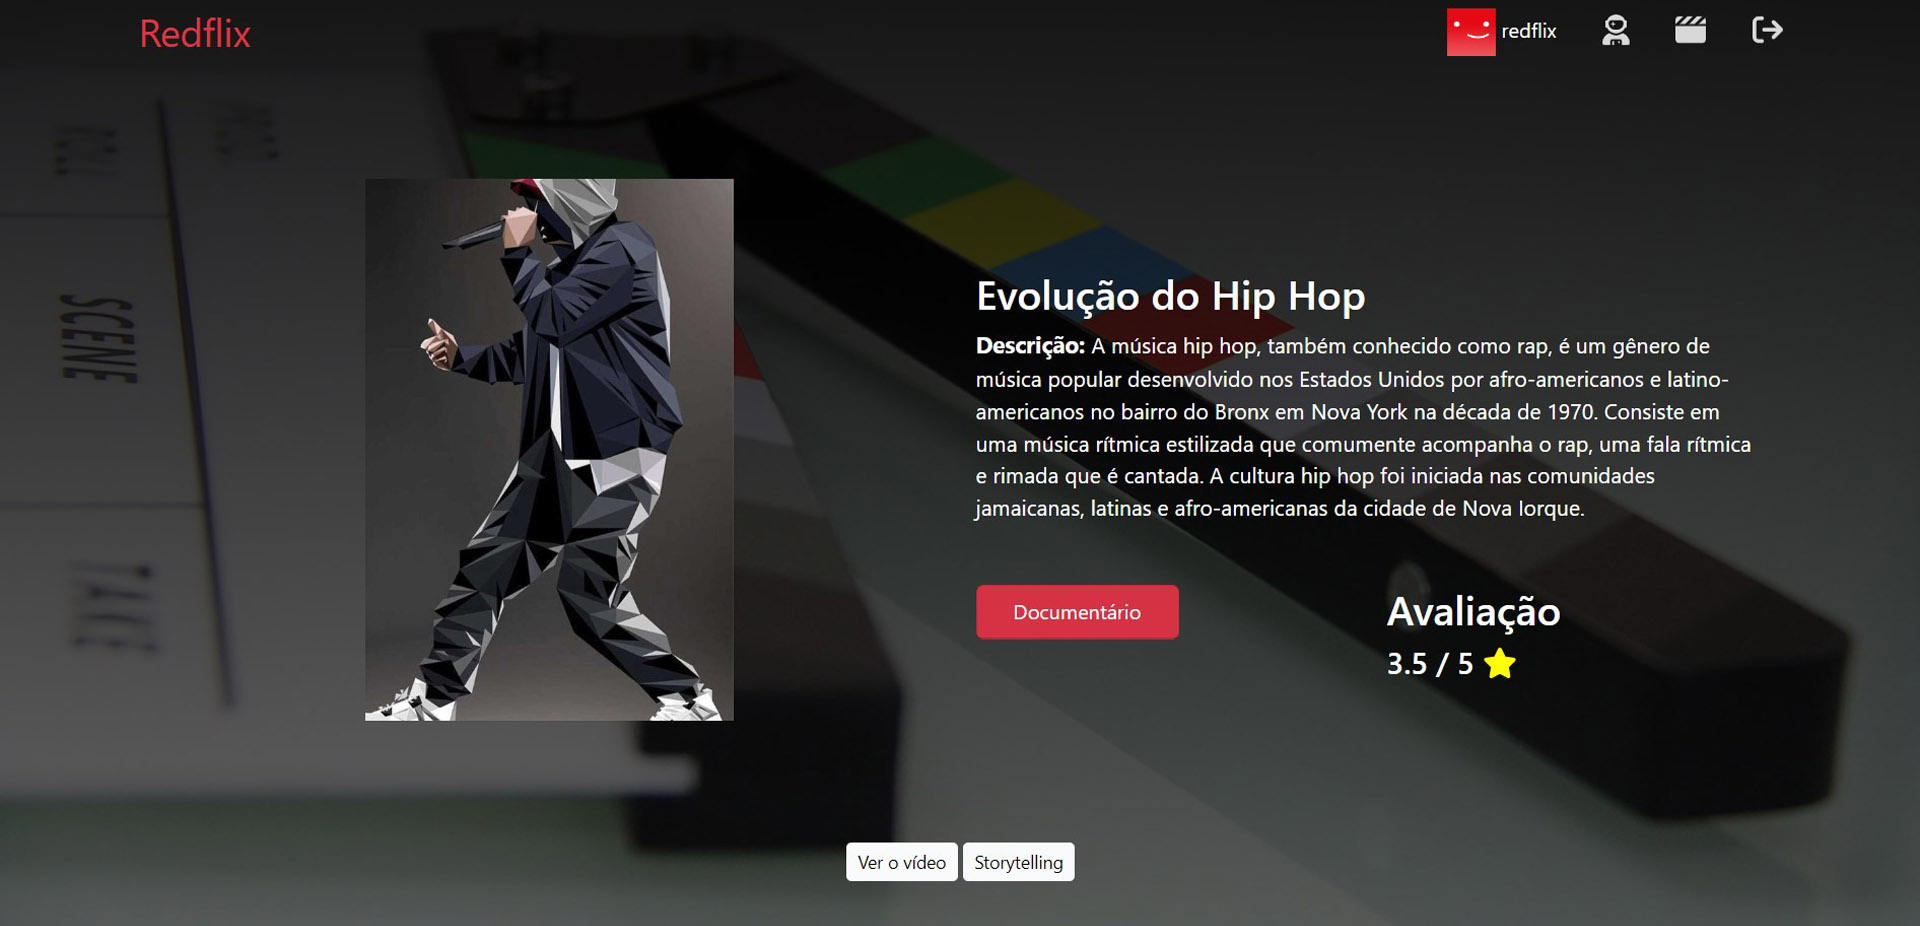 Redflix
redflix
SCENE
Evolução do Hip Hop
Descrição: A música hip hop, também conhecido como rap, é um gênero de
música popular desenvolvido nos Estados Unidos por afro-americanos e latino-
americanos no bairro do Bronx em Nova York na década de 1970. Consiste em
uma música rítmica estilizada que comumente acompanha o rap, uma fala rítmica
e rimada que é cantada. A cultura hip hop foi iniciada nas comunidades
jamaicanas, latinas e afro-americanas da cidade de Nova Iorque.
Documentário
Avaliação
3.5 / 5
Ver o vídeo
Storytelling